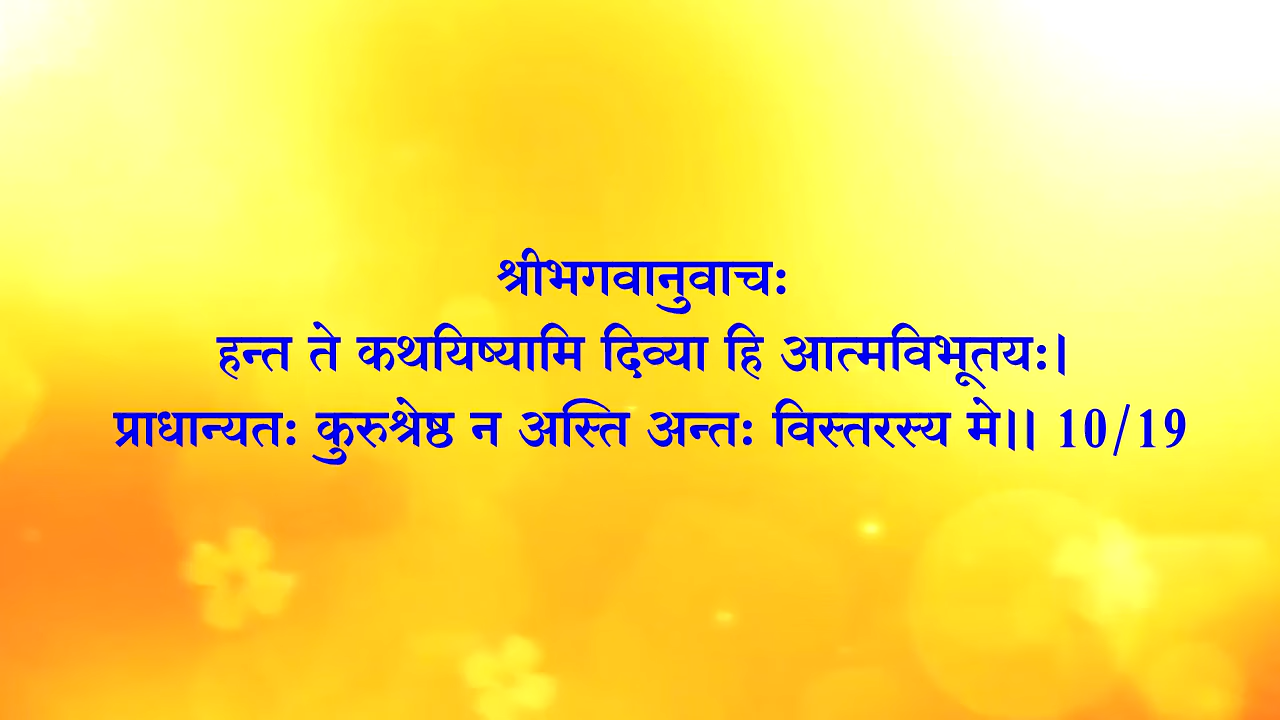 श्रीभगवानुवाचः
हन्त ते कथयिष्यामि दिव्या हि आत्मविभूतयः।
प्राधान्यतः कुरुश्रेष्ठ न अस्ति अन्तः विस्तरस्य मे।। 10/19